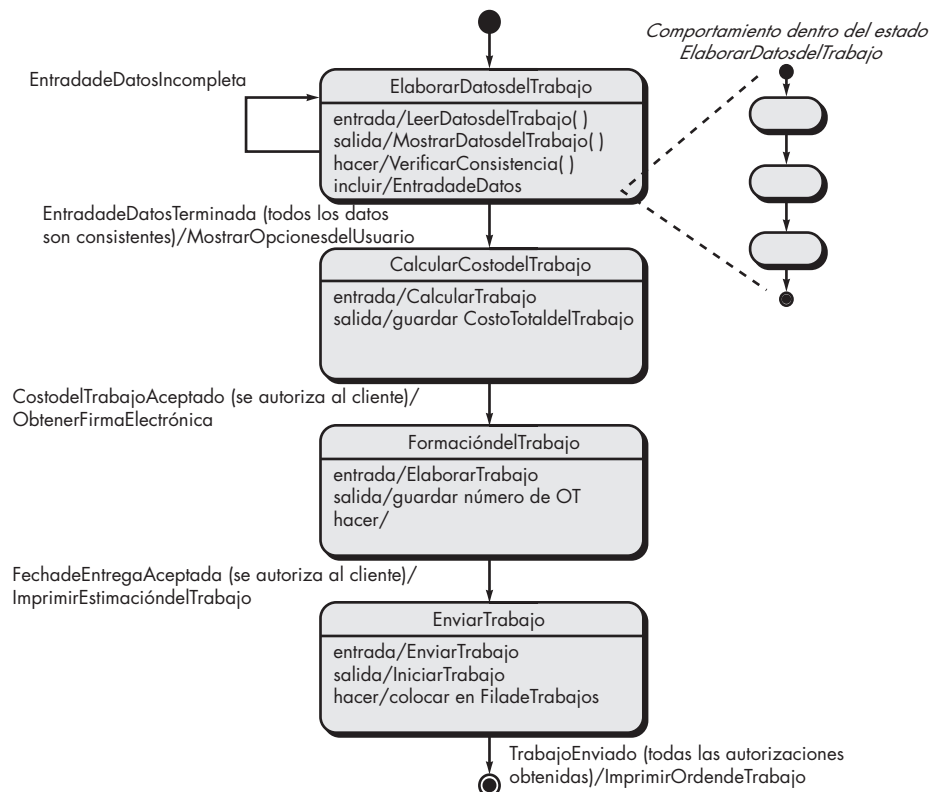 Comportamiento dentro del estado
ElaborarDatosdelTrabajo
EntradadeDatosIncompleta
ElaborarDatosdelTrabajo
entrada/LeerDatosdelTrabajo( )
salida/MostrarDatosdelTrabajo( )
hacer/VerificarConsistencia( )
incluir/EntradadeDatos
EntradadeDatosTerminada (todos los datos
son consistentes)/MostrarOpcionesdelUsuario
CalcularCostodelTrabajo
entrada/CalcularTrabajo
salida/guardar CostoTotaldelTrabajo
CostodelTrabajoAceptado (se autoriza al cliente)/
ObtenerFirmaElectrónica
FormacióndelTrabajo
entrada/ElaborarTrabajo
salida/guardar número de OT
hacer/
FechadeEntregaAceptada (se autoriza al cliente)/
ImprimirEstimacióndelTrabajo
EnviarTrabajo
entrada/EnviarTrabajo
salida/IniciarTrabajo
hacer/colocar en FiladeTrabajos
TrabajoEnviado (todas las autorizaciones
obtenidas)/ImprimirOrdendeTrabajo